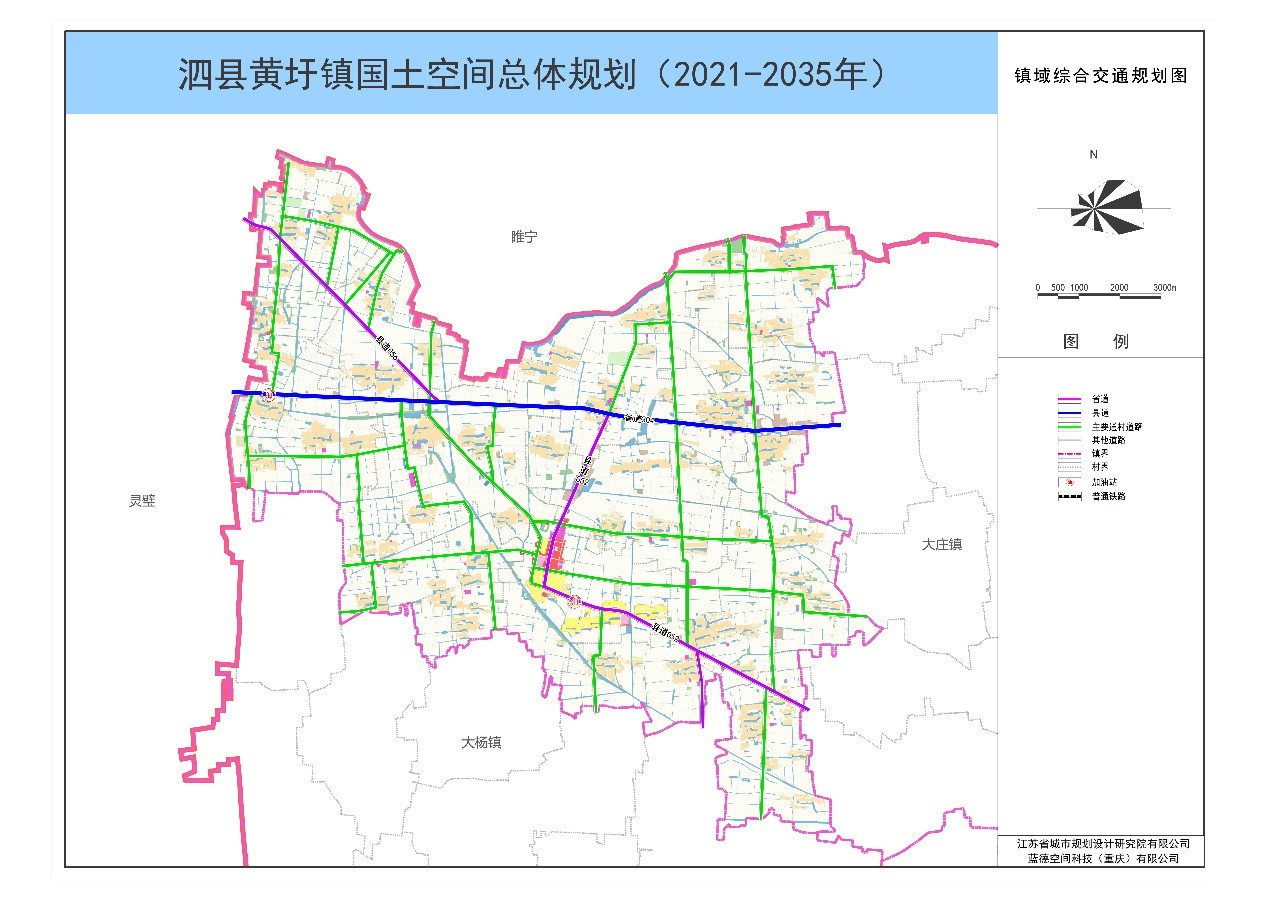 泗县黄圩镇国土空间总体规划（2021-2035年）
镇域综合交通规划图
N
0 500 1000 2000 3000m
图 例
省道
县道
主要通村道路
其他道路
镇界
村界
加油站
普通铁路
睢宁
灵璧
大庄镇
大杨镇
江苏省城市规划设计研究院有限公司
蓝德空间科技（重庆）有限公司